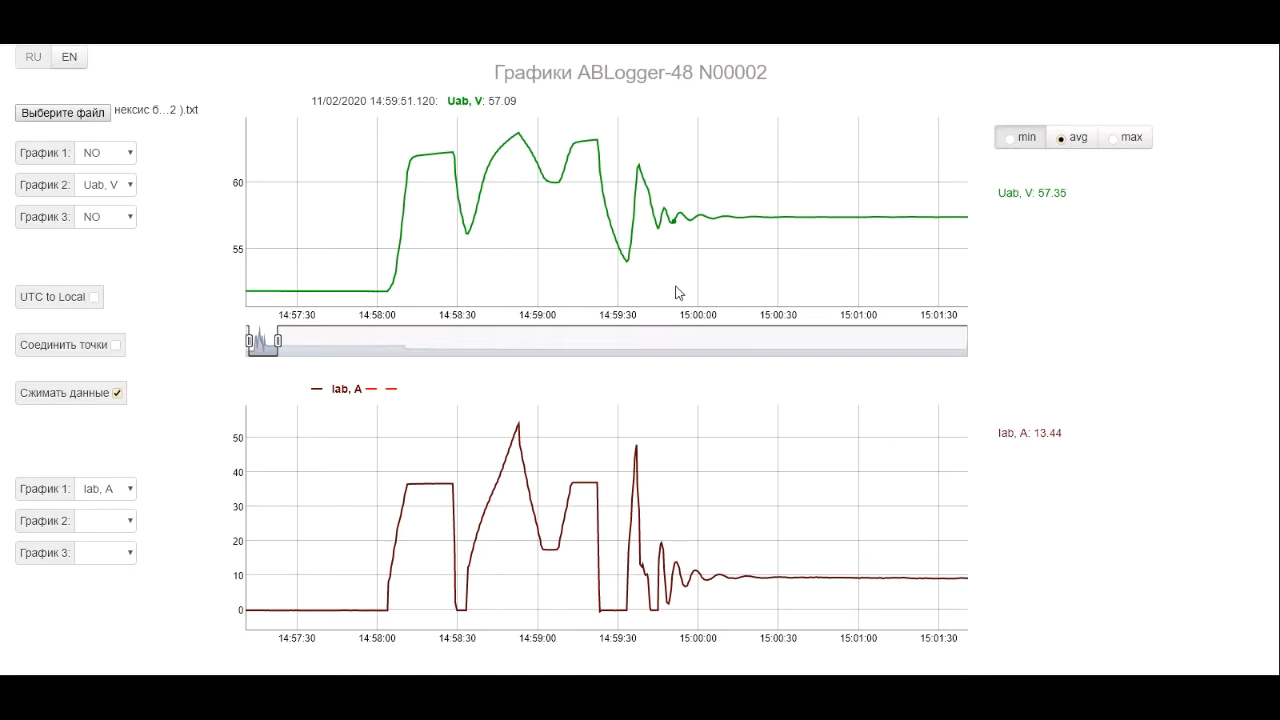 RU EN
Графики ABLogger-48 N00002
Выберите файл нексис б...2 ).txt
11/02/2020 14:59:51.120: Uab, V: 57.09
График 1: NO
График 2: Uab, V
График 3: NO
min avg max
Uab, V: 57.35
60
55
14:57:30 14:58:00 14:58:30 14:59:00 14:59:30 15:00:00 15:00:30 15:01:00 15:01:30
UTC to Local
Соединить точки
Сжимать данные
Iab, A
Iab, A: 13.44
50
40
30
20
10
0
График 1: Iab, A
График 2:
График 3:
14:57:30 14:58:00 14:58:30 14:59:00 14:59:30 15:00:00 15:00:30 15:01:00 15:01:30